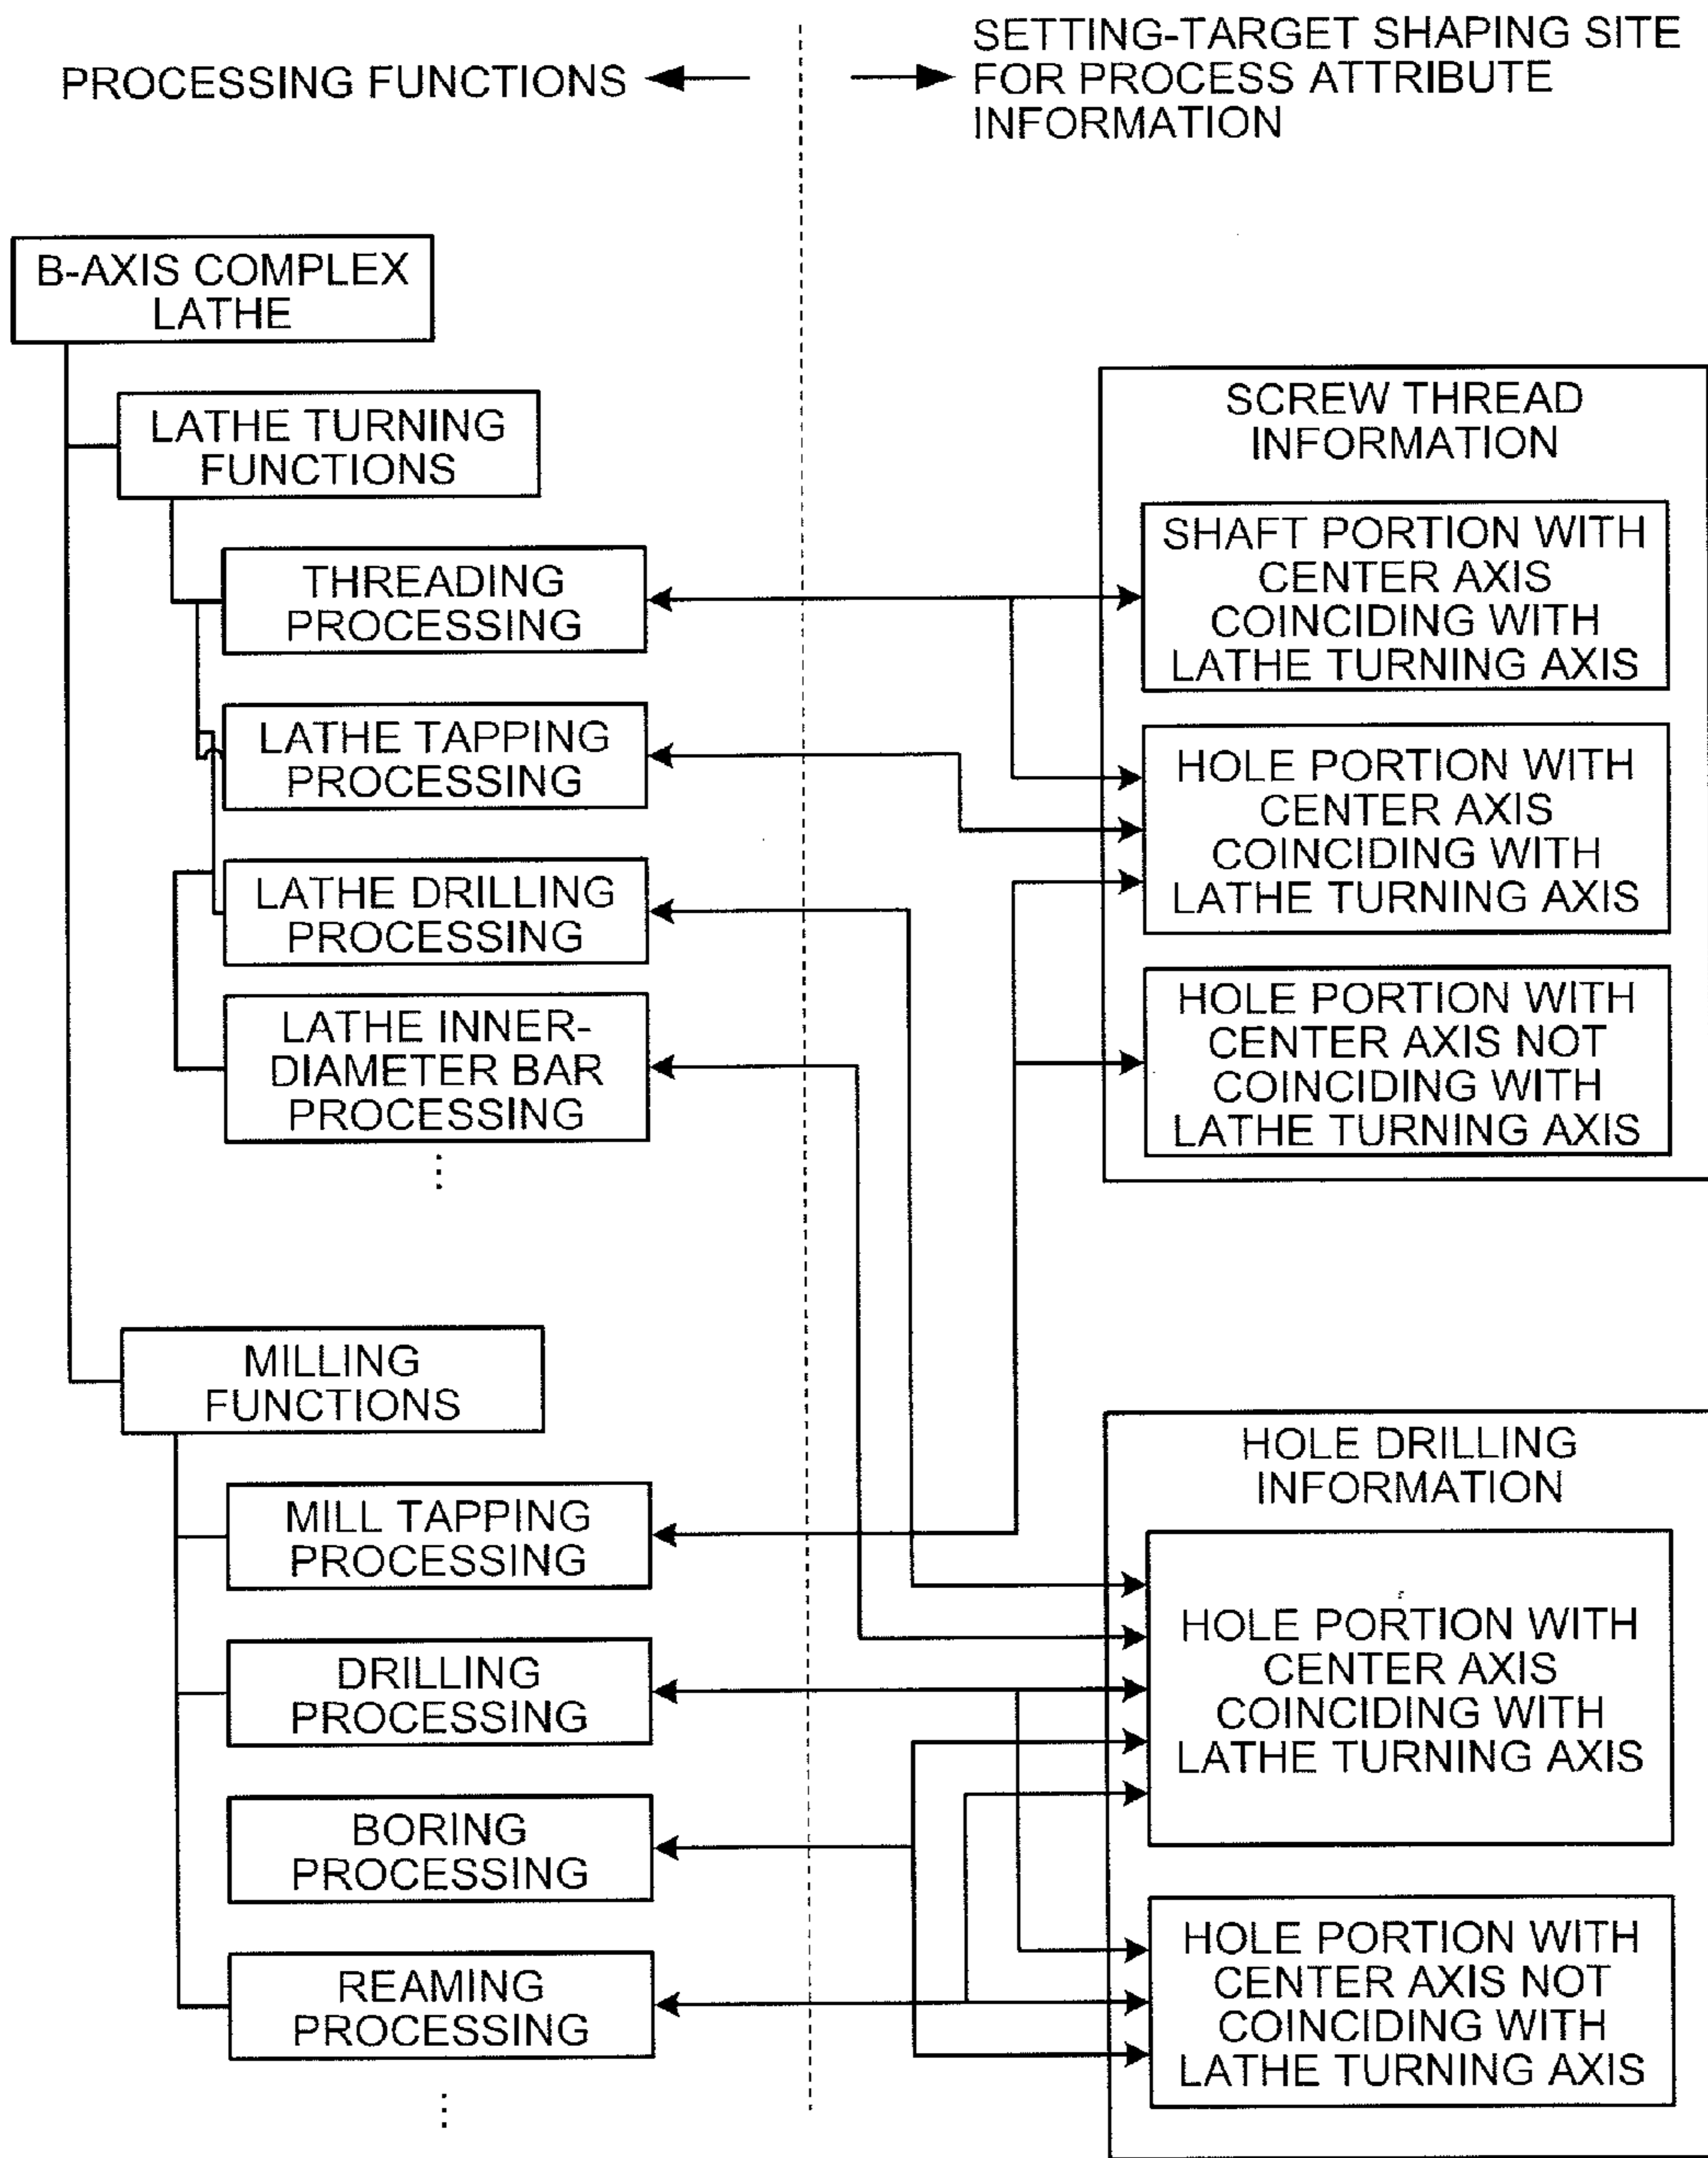 PROCESSING FUNCTIONS
SETTING-TARGET SHAPING SITE
FOR PROCESS ATTRIBUTE
INFORMATION
B-AXIS COMPLEX
LATHE
LATHE TURNING
FUNCTIONS
THREADING
PROCESSING
LATHE TAPPING
PROCESSING
LATHE DRILLING
PROCESSING
LATHE INNER-
DIAMETER BAR
PROCESSING
⋮
MILLING
FUNCTIONS
MILL TAPPING
PROCESSING
DRILLING
PROCESSING
BORING
PROCESSING
REAMING
PROCESSING
⋮
SCREW THREAD
INFORMATION
SHAFT PORTION WITH
CENTER AXIS
COINCIDING WITH
LATHE TURNING AXIS
HOLE PORTION WITH
CENTER AXIS
COINCIDING WITH
LATHE TURNING AXIS
HOLE PORTION WITH
CENTER AXIS NOT
COINCIDING WITH
LATHE TURNING AXIS
HOLE DRILLING
INFORMATION
HOLE PORTION WITH
CENTER AXIS
COINCIDING WITH
LATHE TURNING AXIS
HOLE PORTION WITH
CENTER AXIS NOT
COINCIDING WITH
LATHE TURNING AXIS